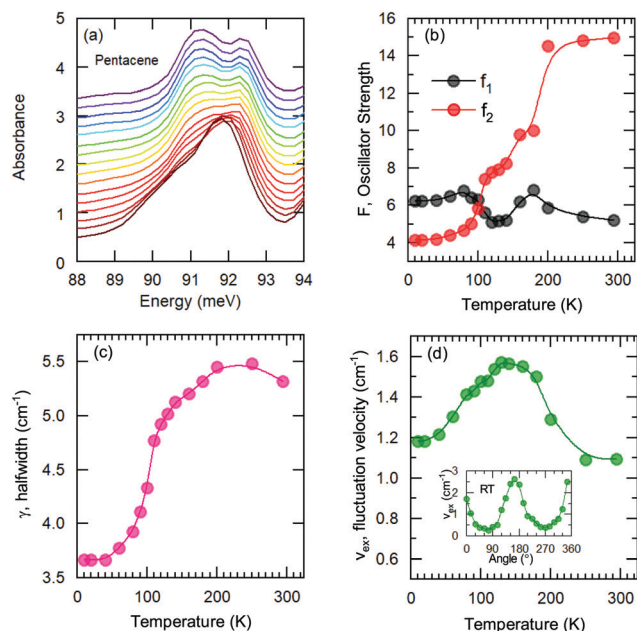 (a)
Pentacene
Absorbance
5
4
3
2
1
0
88 89 90 91 92 93 94
Energy (meV)
(b)
f1
f2
F, Oscillator Strength
16
14
12
10
8
6
4
0 100 200 300
Temperature (K)
(c)
γ, halfwidth (cm-1)
5.5
5.0
4.5
4.0
3.5
0 100 200 300
Temperature (K)
(d)
vex, fluctuation velocity (cm-1)
1.6
1.4
1.2
1.0
0.8
0.6
0 100 200 300
Temperature (K)
RT
vex (cm-1)
3
2
1
0
0 90 180 270 360
Angle (°)